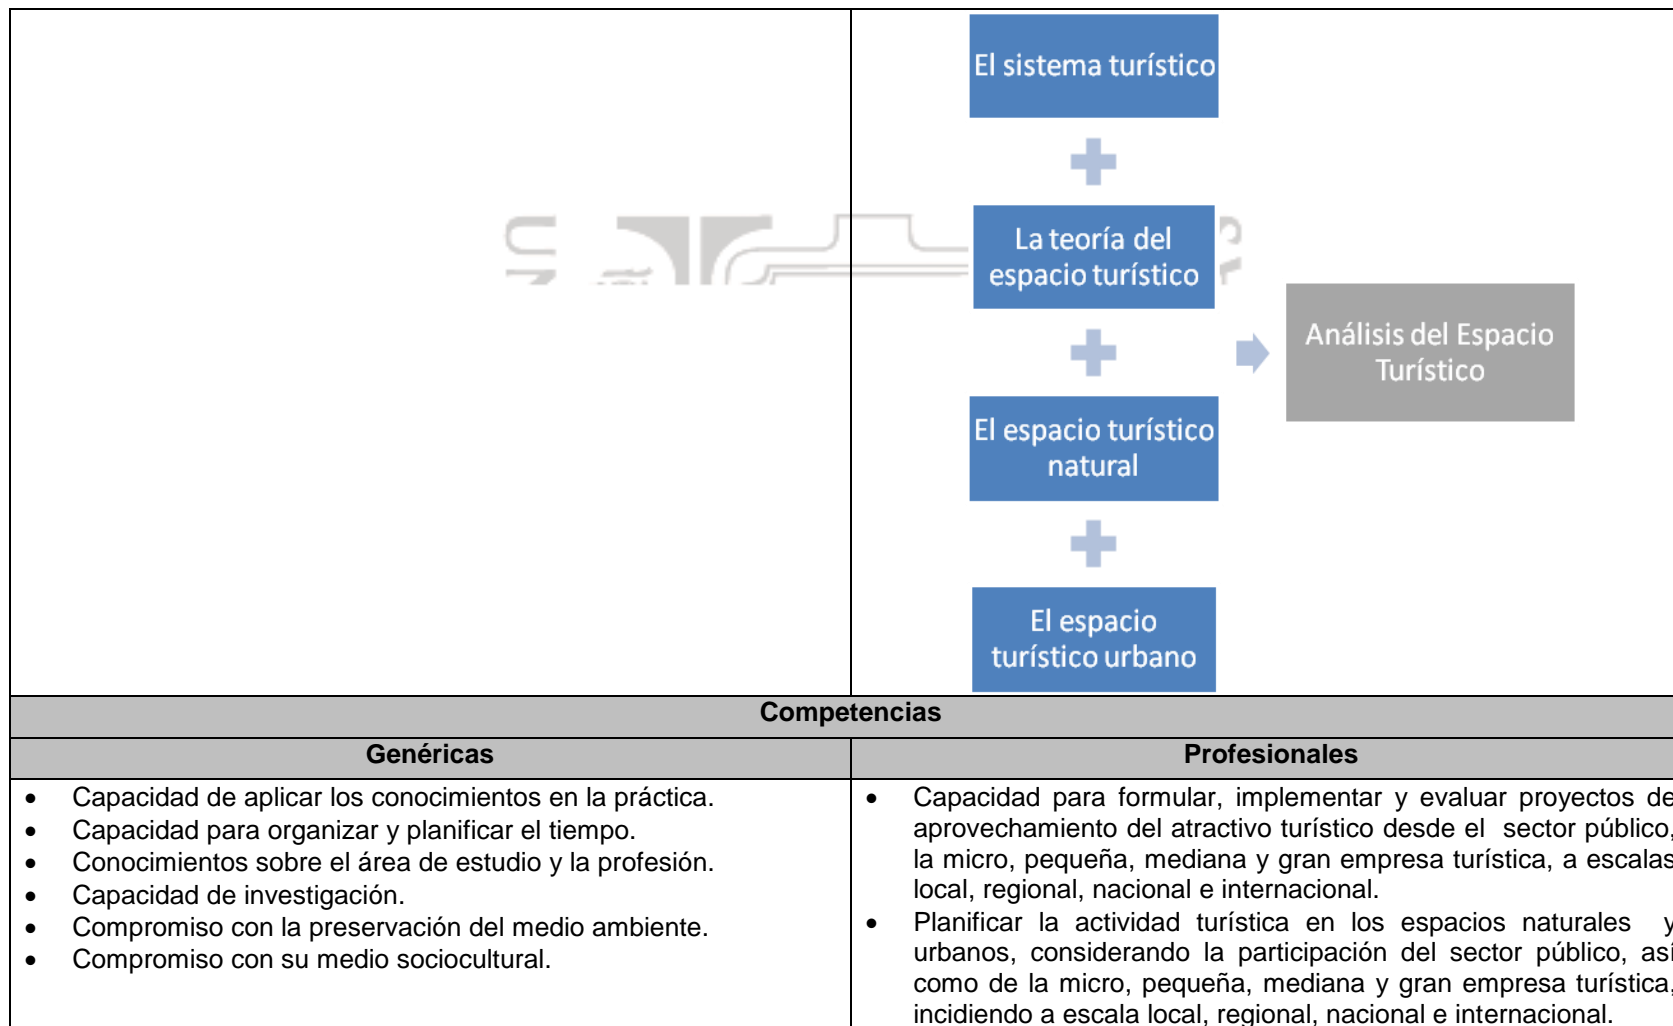 El sistema turístico
La teoría del
espacio turístico
Análisis del Espacio
Turístico
El espacio turístico
natural
El espacio
turístico urbano
Competencias
Genéricas
Profesionales
• Capacidad de aplicar los conocimientos en la práctica.
• Capacidad para organizar y planificar el tiempo.
• Conocimientos sobre el área de estudio y la profesión.
• Capacidad de investigación.
• Compromiso con la preservación del medio ambiente.
• Compromiso con su medio sociocultural.
• Capacidad para formular, implementar y evaluar proyectos de
aprovechamiento del atractivo turístico desde el sector público,
la micro, pequeña, mediana y gran empresa turística, a escalas
local, regional, nacional e internacional.
• Planificar la actividad turística en los espacios naturales y
urbanos, considerando la participación del sector público, así
como de la micro, pequeña, mediana y gran empresa turística,
incidiendo a escala local, regional, nacional e internacional.